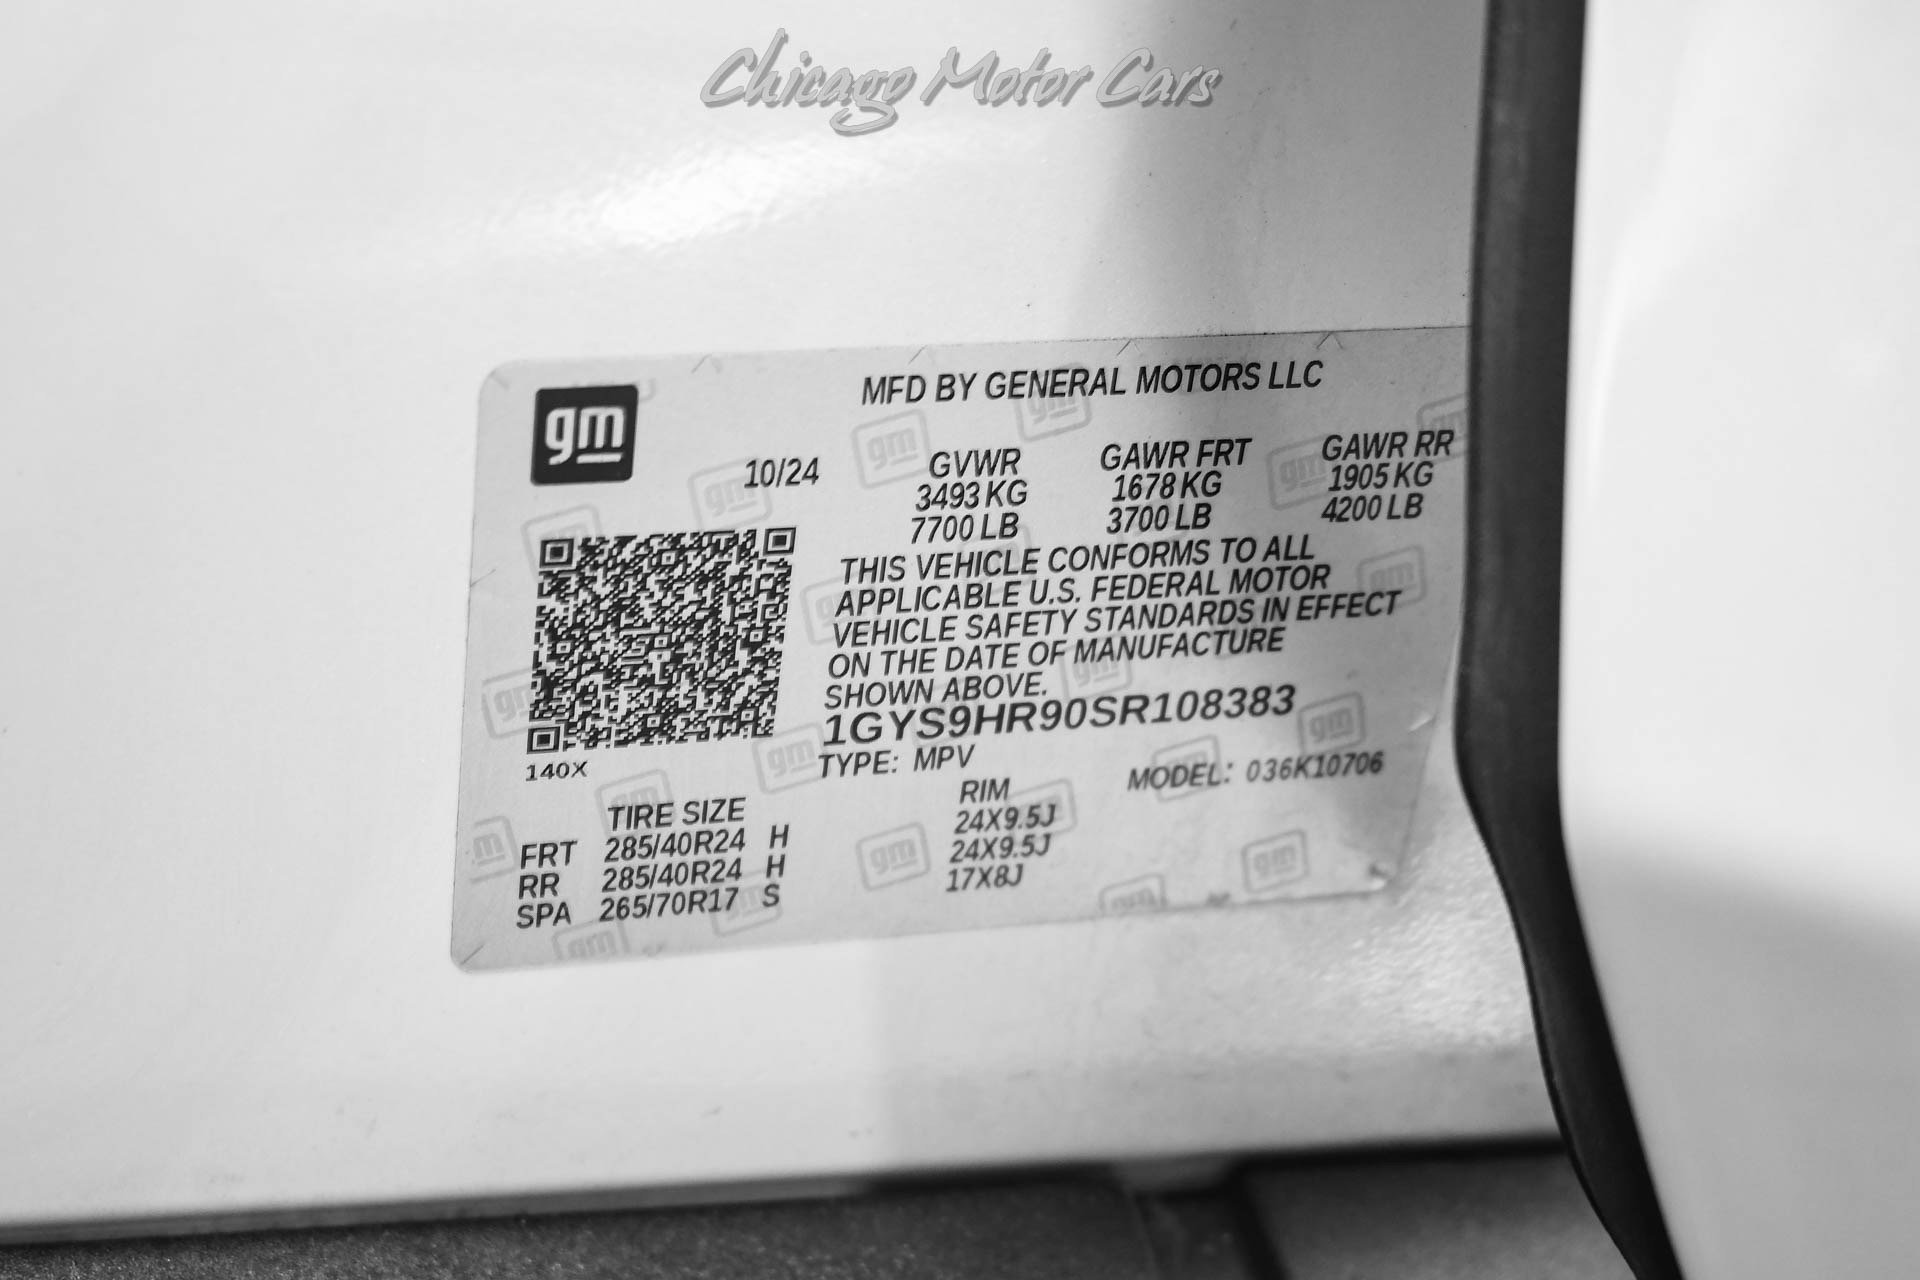 Chicago Motor Cars
gm
MFD BY GENERAL MOTORS LLC
10/24 GVWR GAWR FRT GAWR RR
3493 KG 1678 KG 1905 KG
7700 LB 3700 LB 4200 LB
THIS VEHICLE CONFORMS TO ALL
APPLICABLE U.S. FEDERAL MOTOR
VEHICLE SAFETY STANDARDS IN EFFECT
ON THE DATE OF MANUFACTURE
SHOWN ABOVE.
1GYS9HR90SR108383
140X
TYPE: MPV MODEL: 036K10706
TIRE SIZE RIM
FRT 285/40R24 H 24X9.5J
RR 285/40R24 H 24X9.5J
SPA 265/70R17 S 17X8J